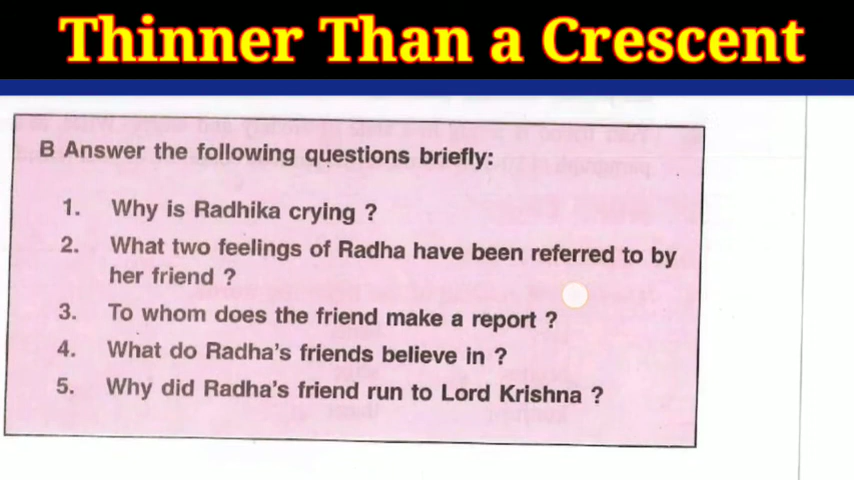 Thinner Than a Crescent
B Answer the following questions briefly:
1. Why is Radhika crying ?
2. What two feelings of Radha have been referred to by
her friend ?
3. To whom does the friend make a report ?
4. What do Radha's friends believe in ?
5. Why did Radha's friend run to Lord Krishna ?